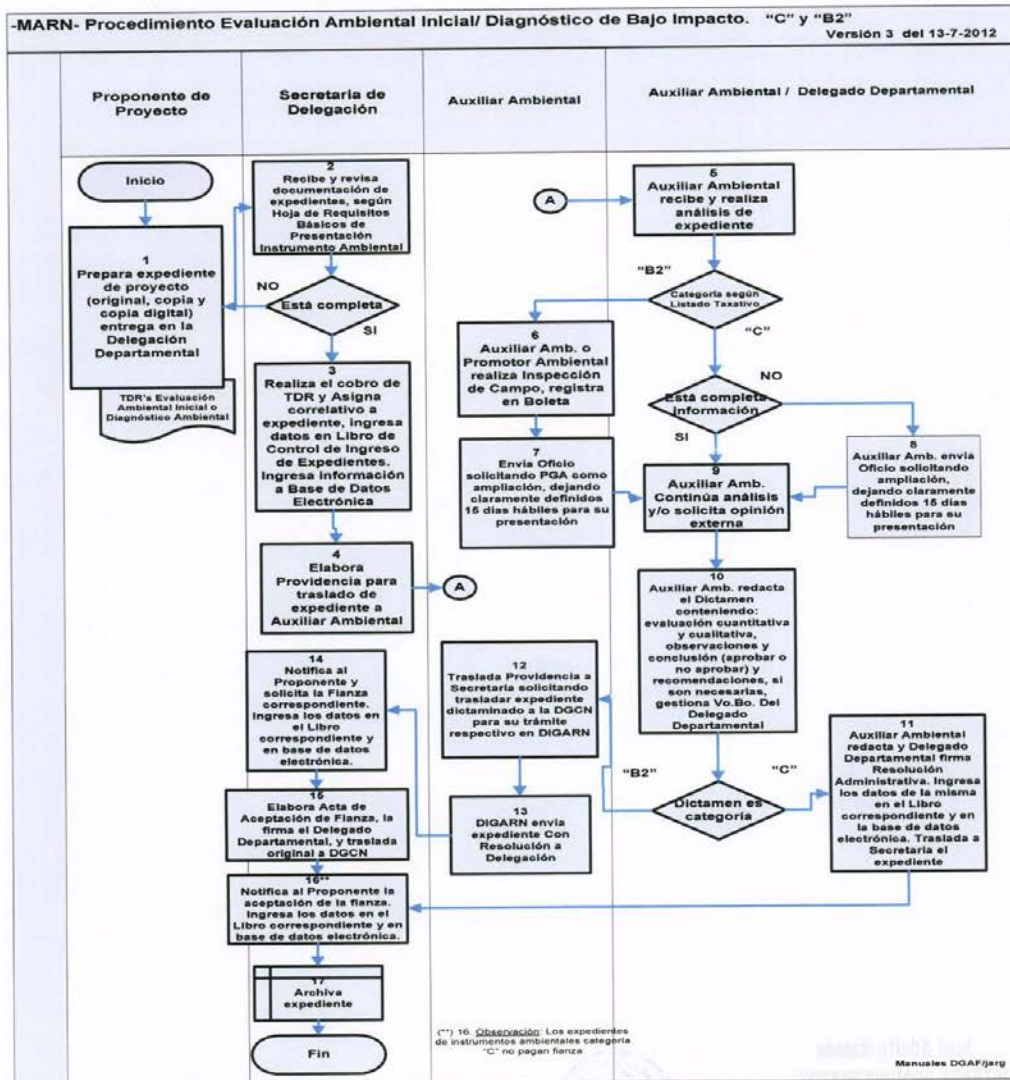 -MARN- Procedimiento Evaluación Ambiental Inicial/ Diagnóstico de Bajo Impacto. “C” y “B2”
Versión 3 del 13-7-2012
Proponente de
Proyecto
Secretaria de
Delegación
Auxiliar Ambiental
Auxiliar Ambiental / Delegado Departamental
Inicio
1
Prepara expediente
de proyecto
(original, copia y
copia digital)
entrega en la
Delegación
Departamental
TDR's Evaluación
Ambiental Inicial o
Diagnóstico Ambiental
2
Recibe y revisa
documentación de
expedientes, según
Hoja de Requisitos
Básicos de
Presentación
Instrumento Ambiental
NO
Está completa
SI
3
Realiza el cobro de
TDR y Asigna
correlativo a
expediente, ingresa
datos en Libro de
Control de Ingreso
de Expedientes.
Ingresa información
a Base de Datos
Electrónica
4
Elabora
Providencia para
traslado de
expediente a
Auxiliar Ambiental
A
A
5
Auxiliar Ambiental
recibe y realiza
análisis de
expediente
“B2”
Categoría según
Listado Taxativo
“C”
6
Auxiliar Amb. o
Promotor Ambiental
realiza Inspección
de Campo, registra
en Boleta
7
Envía Oficio
solicitando PGA como
ampliación, dejando
claramente definidos
15 días hábiles para su
presentación
NO
Está completa
información
SI
8
Auxiliar Amb. envía
Oficio solicitando
ampliación,
dejando claramente
definidos 15 días
hábiles para su
presentación
9
Auxiliar Amb.
Continúa análisis
y/o solicita opinión
externa
10
Auxiliar Amb. redacta
el Dictamen
conteniendo:
evaluación cuantitativa
y cualitativa,
observaciones y
conclusión (aprobar o
no aprobar) y
recomendaciones, si
son necesarias,
gestiona Vo.Bo. Del
Delegado
Departamental
“B2”
“C”
Dictamen es
categoría
11
Auxiliar Ambiental
redacta y Delegado
Departamental firma
Resolución
Administrativa. Ingresa
los datos de la misma
en el Libro
correspondiente y en
la base de datos
electrónica. Traslada a
Secretaria el
expediente
12
Traslada Providencia a
Secretaria solicitando
trasladar expediente
dictaminado a la DGCN
para su trámite
respectivo en DIGARN
13
DIGARN envía
expediente Con
Resolución a
Delegación
14
Notifica al
Proponente y
solicita la Fianza
correspondiente.
Ingresa los datos en
el Libro
correspondiente y
en base de datos
electrónica.
15
Elabora Acta de
Aceptación de Fianza, la
firma el Delegado
Departamental, y traslada
original a DGCN
16**
Notifica al Proponente la
aceptación de la fianza.
Ingresa los datos en el
Libro correspondiente y en
base de datos electrónica.
17
Archiva
expediente
Fin
(**) 16. Observación: Los expedientes
de instrumentos ambientales categoría
“C” no pagan fianza
Manuales DGAF/jarg